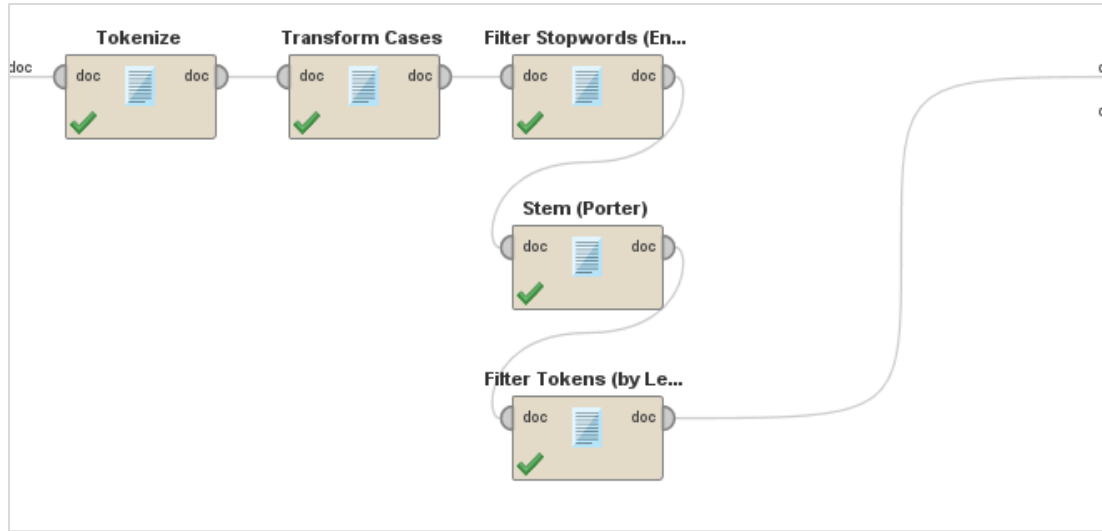 Tokenize
Transform Cases
Filter Stopwords (En...
doc
doc
doc
doc
doc
doc
doc
Stem (Porter)
doc
doc
Filter Tokens (by Le...
doc
doc